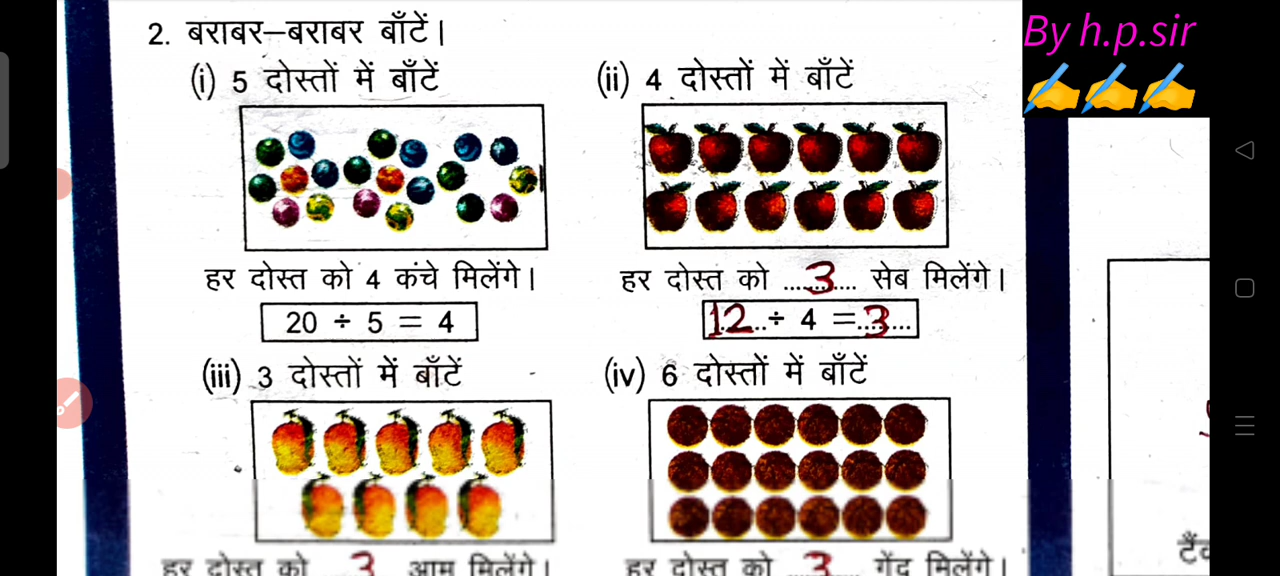 2. बराबर–बराबर बाँटें।
By h.p.sir
(i) 5 दोस्तों में बाँटें
(ii) 4 दोस्तों में बाँटें
हर दोस्त को 4 कंचे मिलेंगे।
हर दोस्त को ....3.... सेब मिलेंगे।
20 ÷ 5 = 4
12 ..÷ 4 = ..3....
(iii) 3 दोस्तों में बाँटें
(iv) 6 दोस्तों में बाँटें
हर दोस्त को 3 आम मिलेंगे।
हर दोस्त को 3 गेंद मिलेंगे।